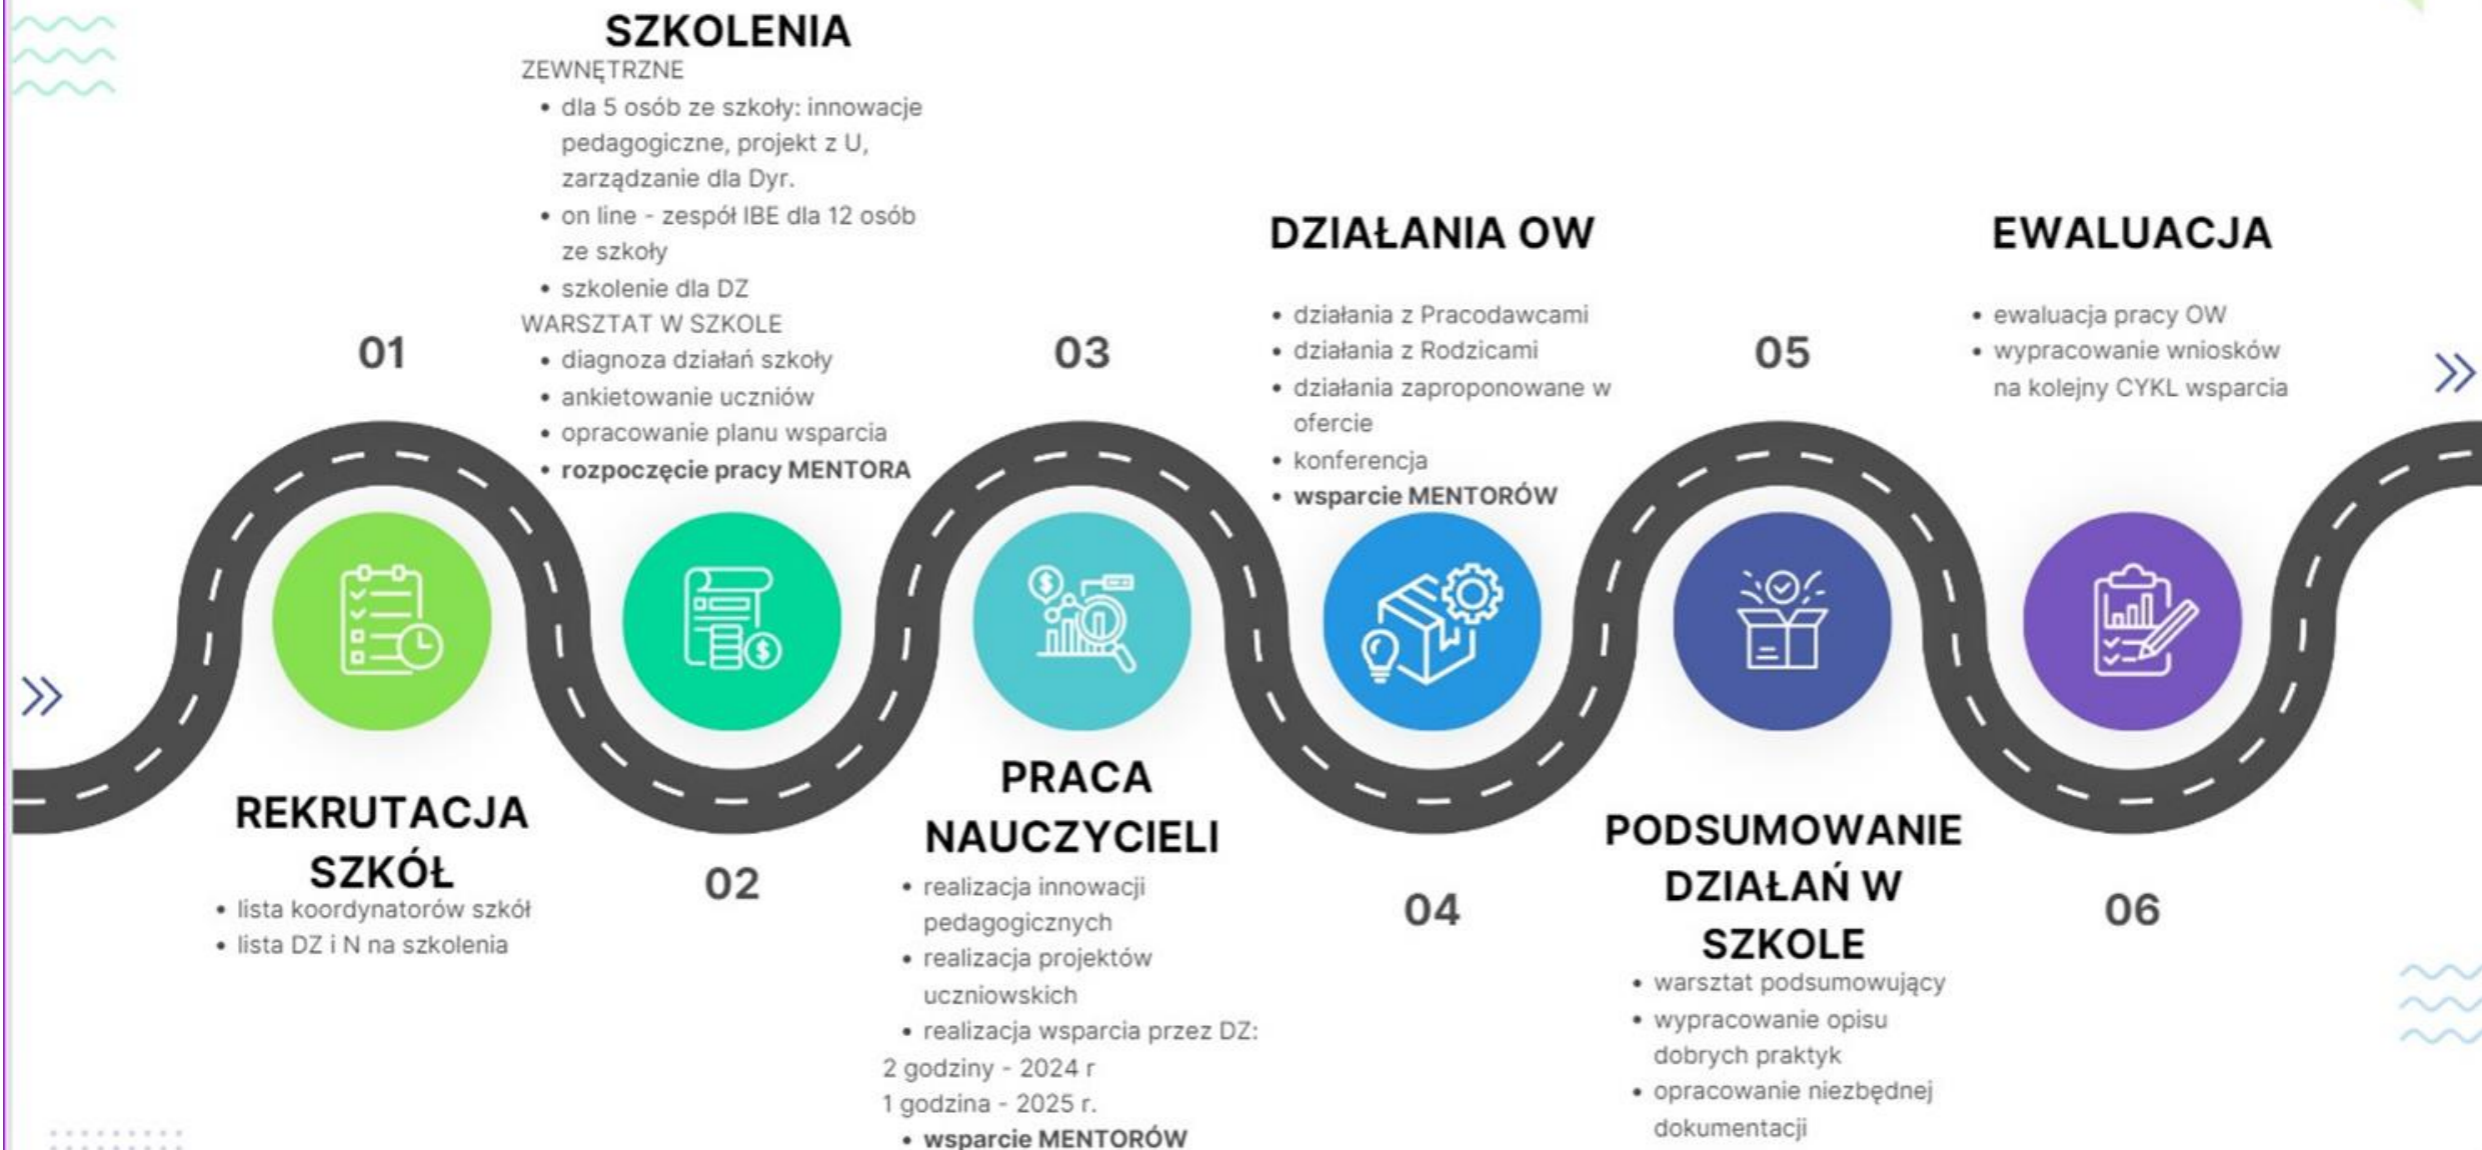 01
REKRUTACJA
SZKÓŁ
• lista koordynatorów szkół
• lista DZ i N na szkolenia
SZKOLENIA
ZEWNĘTRZNE
• dla 5 osób ze szkoły: innowacje
pedagogiczne, projekt z U,
zarządzanie dla Dyr.
• on line - zespół IBE dla 12 osób
ze szkoły
• szkolenie dla DZ
WARSZTAT W SZKOLE
• diagnoza działań szkoły
• ankietowanie uczniów
• opracowanie planu wsparcia
• rozpoczęcie pracy MENTORA
02
03
PRACA
NAUCZYCIELI
• realizacja innowacji
pedagogicznych
• realizacja projektów
uczniowskich
• realizacja wsparcia przez DZ:
2 godziny - 2024 r
1 godzina - 2025 r.
• wsparcie MENTORÓW
DZIAŁANIA OW
• działania z Pracodawcami
• działania z Rodzicami
• działania zaproponowane w
ofercie
• konferencja
• wsparcie MENTORÓW
04
05
PODSUMOWANIE
DZIAŁAŃ W
SZKOLE
• warsztat podsumowujący
• wypracowanie opisu
dobrych praktyk
• opracowanie niezbędnej
dokumentacji
EWALUACJA
• ewaluacja pracy OW
• wypracowanie wniosków
na kolejny CYKL wsparcia
06